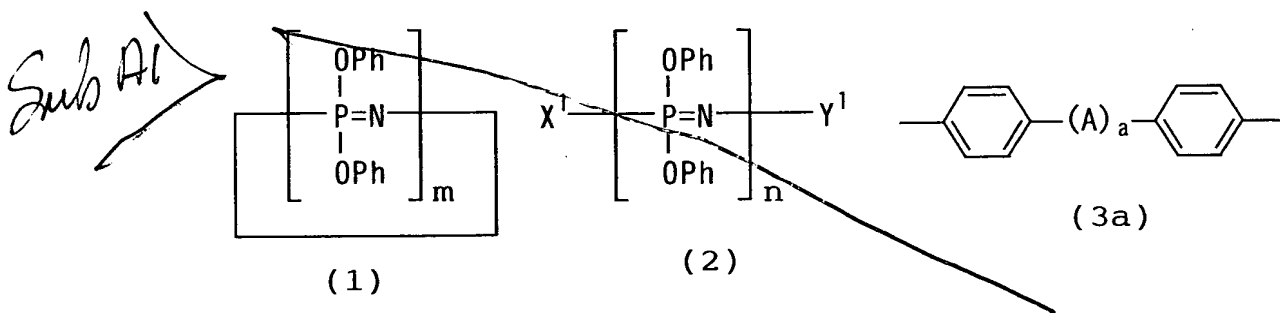 Sub A1
OPh OPh
P=N X¹ P=N Y¹ (A)a
OPh OPh
m n
(1) (2) (3a)